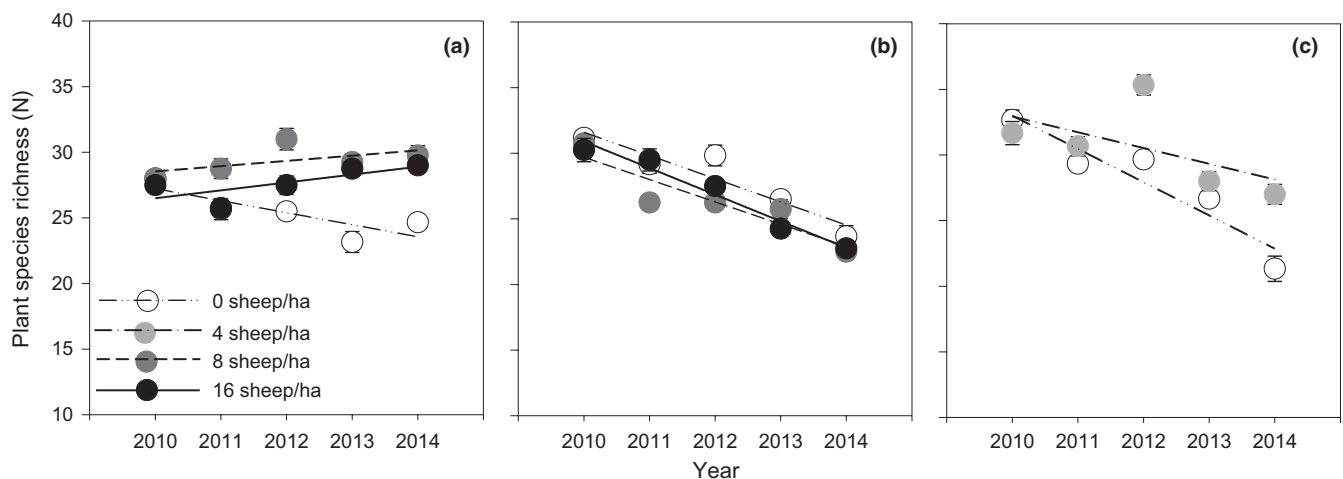 40
35
30
25
20
15
10
Plant species richness (N)
(a)
(b)
(c)
0 sheep/ha
4 sheep/ha
8 sheep/ha
16 sheep/ha
2010 2011 2012 2013 2014
2010 2011 2012 2013 2014
2010 2011 2012 2013 2014
Year